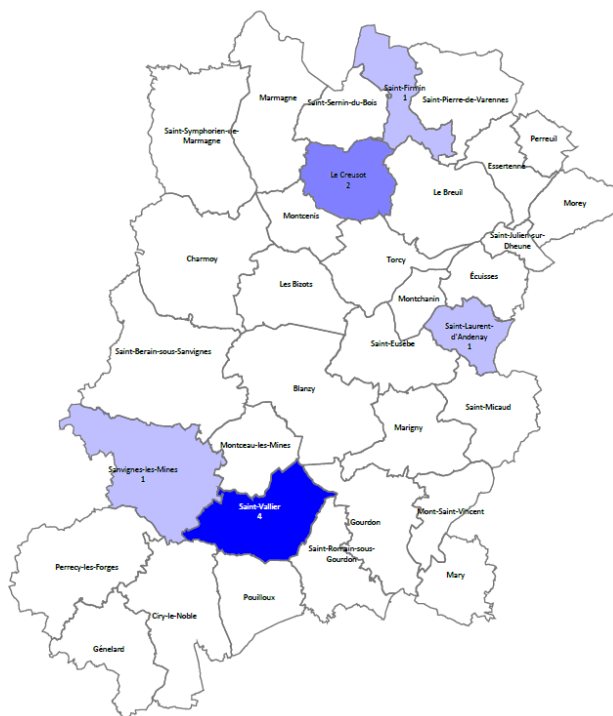 Marmagne
Saint-Firmin
1
Saint-Sernin-du-Bois
Saint-Pierre-de-Varennes
Saint-Symphorien-de-
Marmagne
Perreuil
Essertenne
Le Creusot
2
Le Breuil
Morey
Montcenis
Saint-Julien-sur-
Dheune
Charmoy
Torcy
Écuisses
Les Bizots
Montchanin
Saint-Laurent-
d'Andenay
1
Saint-Eusèbe
Saint-Berain-sous-Sanvignes
Blanzy
Saint-Micaud
Marigny
Montceau-les-Mines
Sanvignes-les-Mines
1
Saint-Vallier
4
Mont-Saint-Vincent
Gourdon
Saint-Romain-sous-
Gourdon
Perrecy-les-Forges
Mary
Pouilloux
Ciry-le-Noble
Génelard